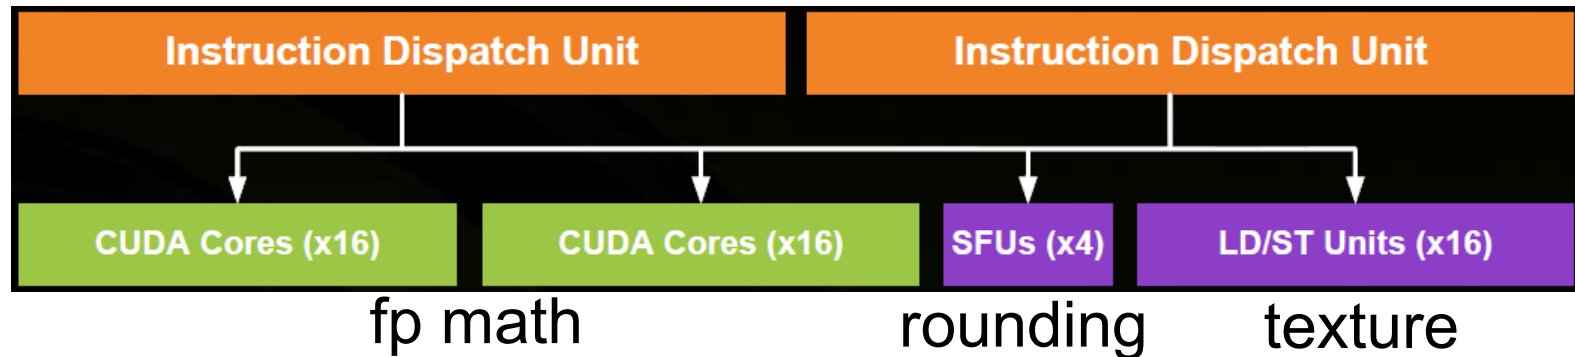 Instruction Dispatch Unit Instruction Dispatch Unit
CUDA Cores (x16) CUDA Cores (x16) SFUs (x4) LD/ST Units (x16)
fp math rounding texture